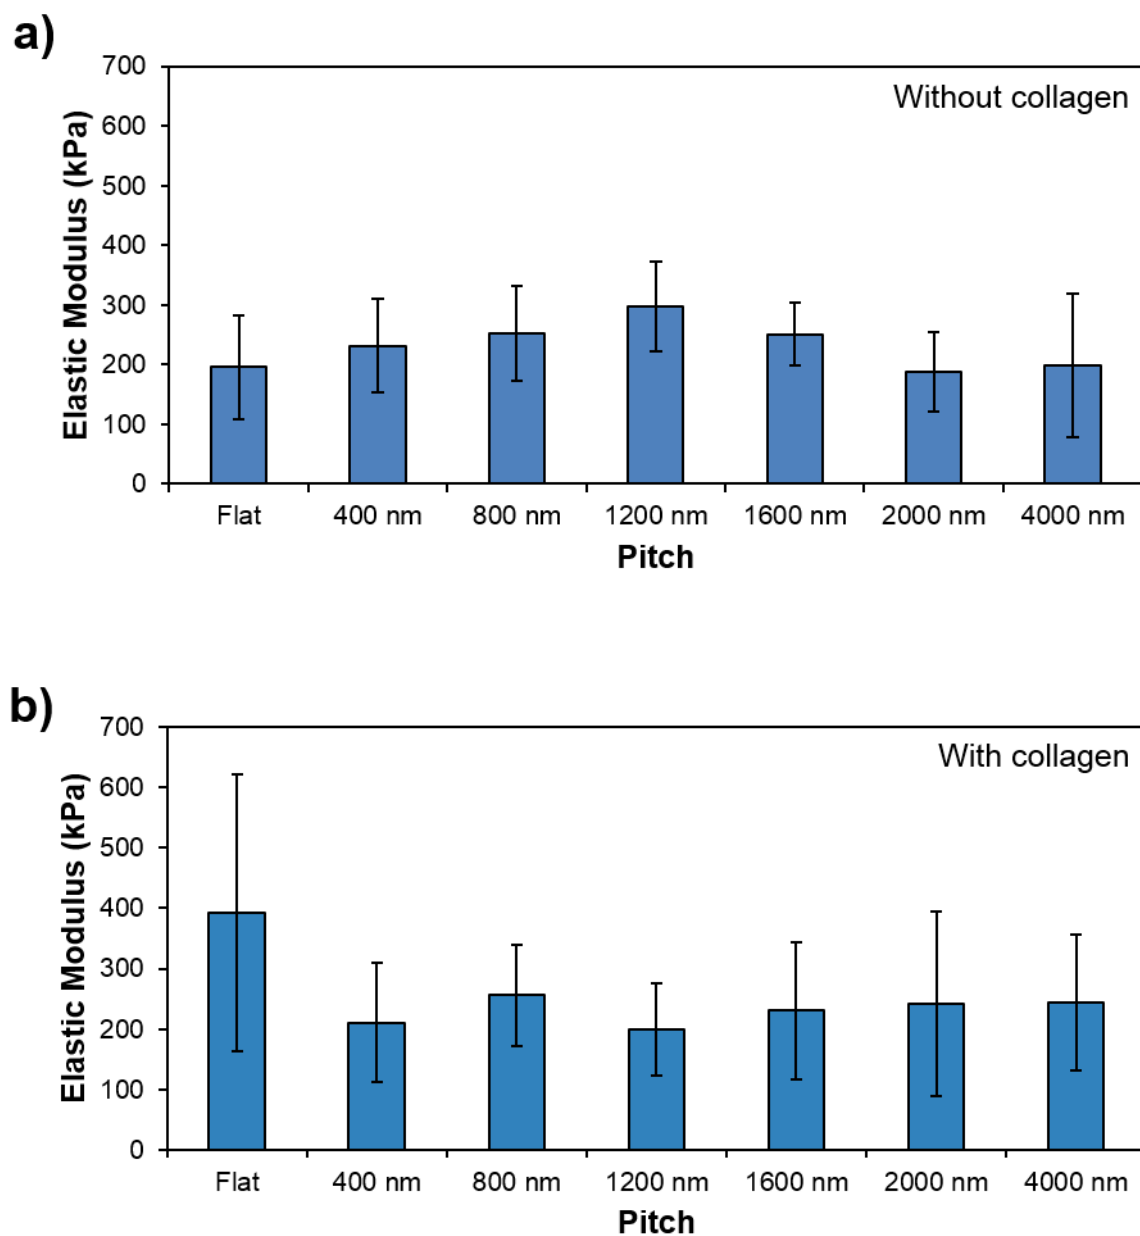 a)
Without collagen
Elastic Modulus (kPa)
700
600
500
400
300
200
100
0
Flat 400 nm 800 nm 1200 nm 1600 nm 2000 nm 4000 nm
Pitch
b)
With collagen
Elastic Modulus (kPa)
700
600
500
400
300
200
100
0
Flat 400 nm 800 nm 1200 nm 1600 nm 2000 nm 4000 nm
Pitch